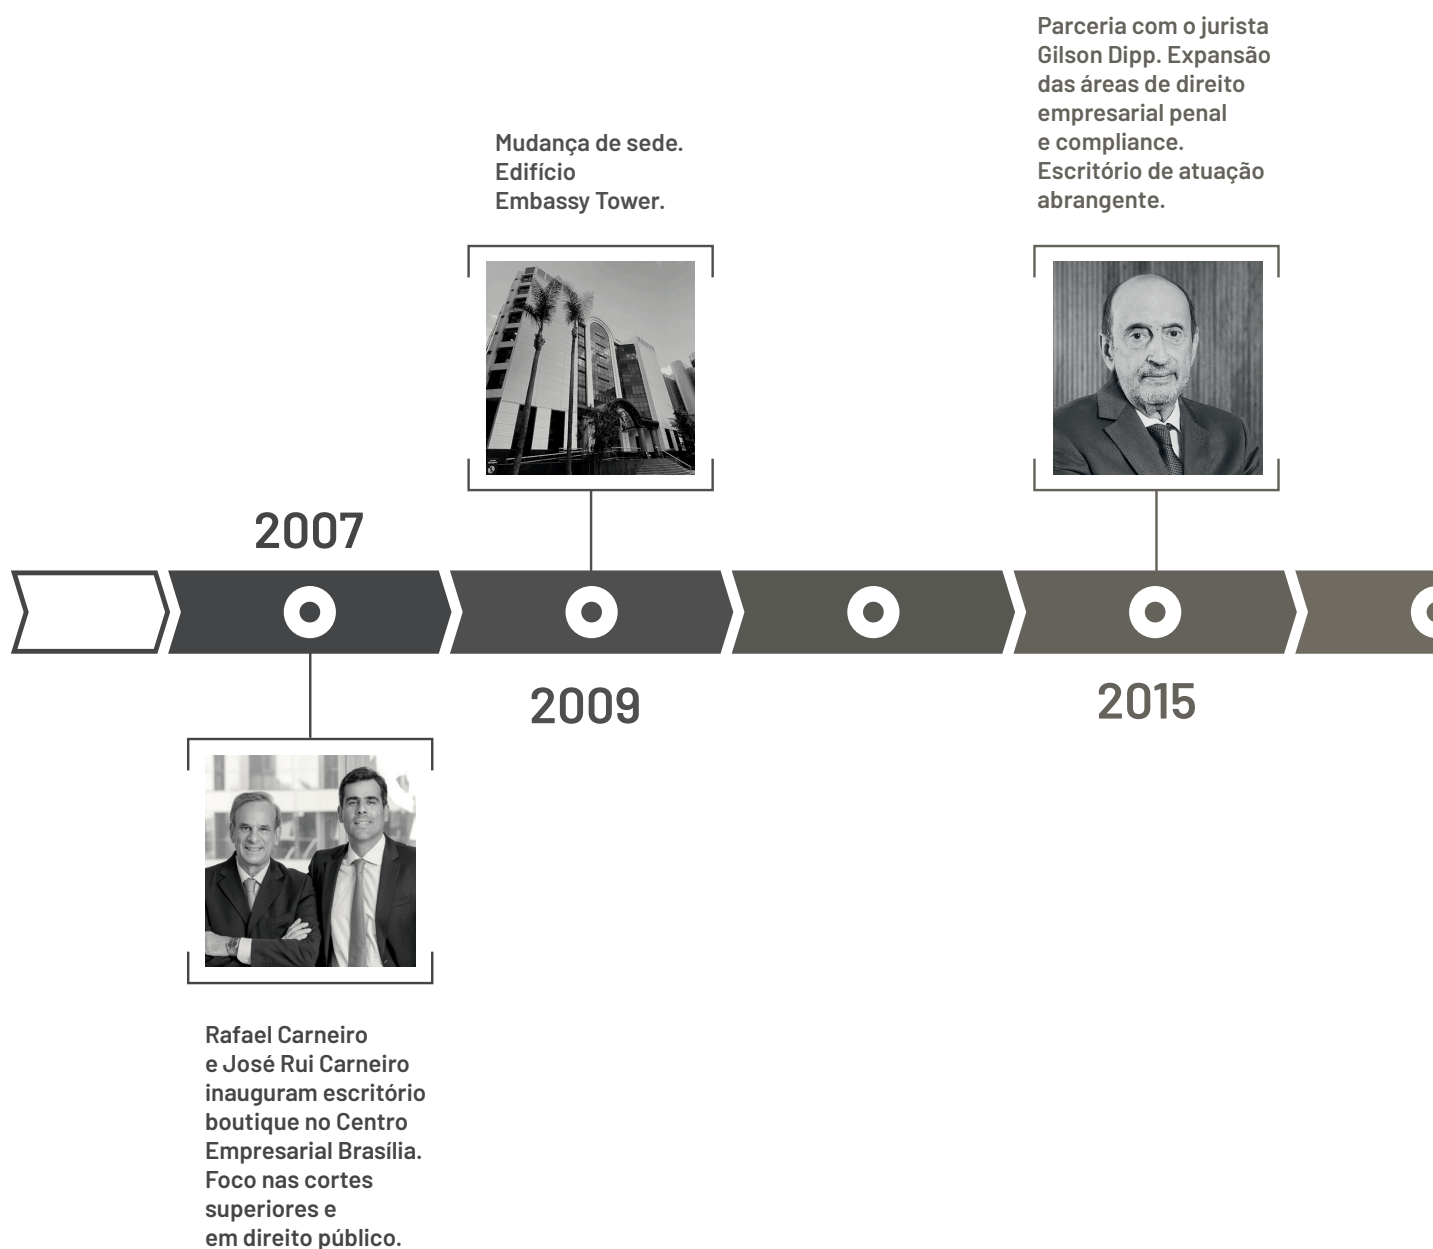 Parceria com o jurista
Gilson Dipp. Expansão
das áreas de direito
empresarial penal
e compliance.
Escritório de atuação
abrangente.
Mudança de sede.
Edifício
Embassy Tower.
2007
2009
2015
Rafael Carneiro
e José Rui Carneiro
inauguram escritório
boutique no Centro
Empresarial Brasília.
Foco nas cortes
superiores e
em direito público.